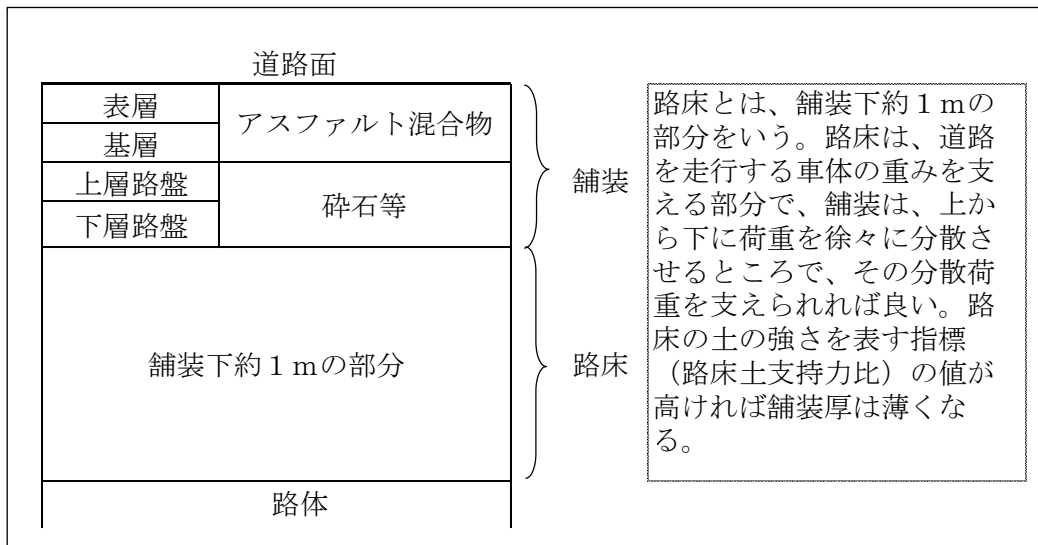 道路面
表層
基層
アスファルト混合物
上層路盤
下層路盤
砕石等
舗装
舗装下約１ｍの部分
路床
路体
路床とは、舗装下約１ｍの
部分をいう。路床は、道路
を走行する車体の重みを支
える部分で、舗装は、上か
ら下に荷重を徐々に分散さ
せるところで、その分散荷
重を支えられれば良い。路
床の土の強さを表す指標
（路床土支持力比）の値が
高ければ舗装厚は薄くな
る。